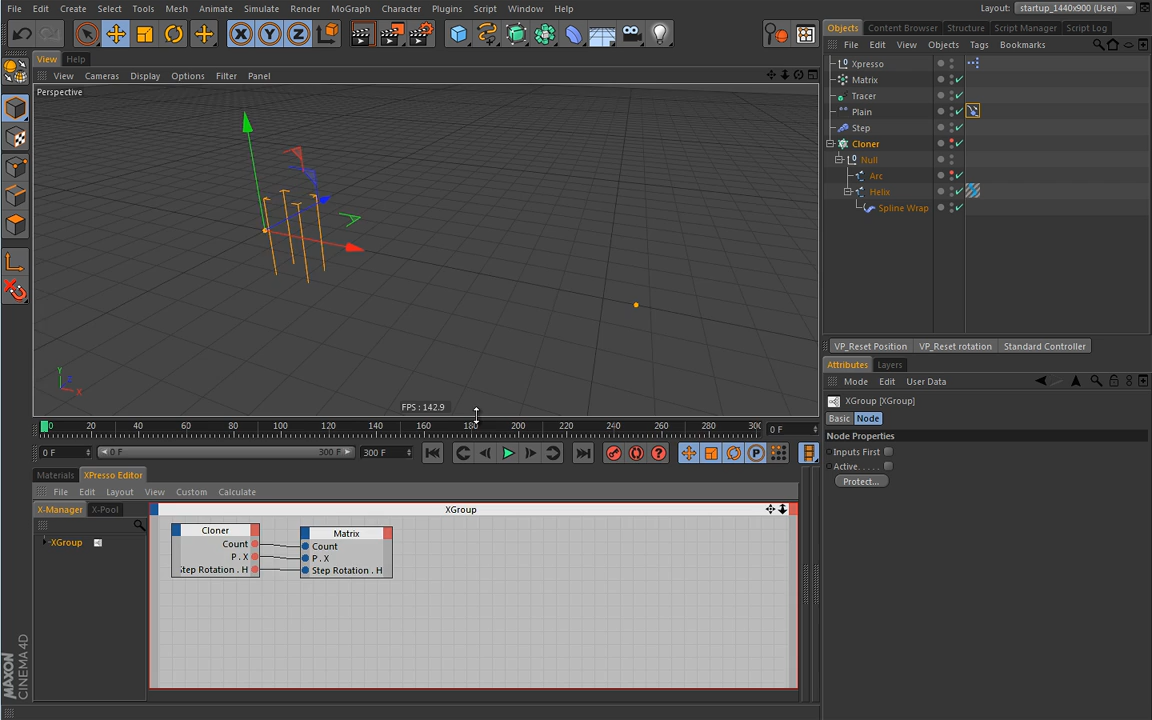 File Edit Create Select Tools Mesh Animate Simulate Render MoGraph Character Plugins Script Window Help Layout: startup_1440x900 (User)
View Help
View Cameras Display Options Filter Panel
Perspective
Y Z X
FPS : 142.9
0 20 40 60 80 100 120 140 160 180 200 220 240 260 280 300 0 F
0 F 0 F 300 F 300 F
Materials XPresso Editor
File Edit Layout View Custom Calculate
X-Manager X-Pool
XGroup
XGroup
Cloner
Count
P . X
Step Rotation . H
Matrix
Count
P . X
Step Rotation . H
MAXON
CINEMA 4D
Objects Content Browser Structure Script Manager Script Log
File Edit View Objects Tags Bookmarks
Xpresso
Matrix
Tracer
Plain
Step
Cloner
Null
Arc
Helix
Spline Wrap
VP_Reset Position VP_Reset rotation Standard Controller
Attributes Layers
Mode Edit User Data
XGroup [XGroup]
Basic Node
Node Properties
Inputs First
Active. . . . .
Protect...